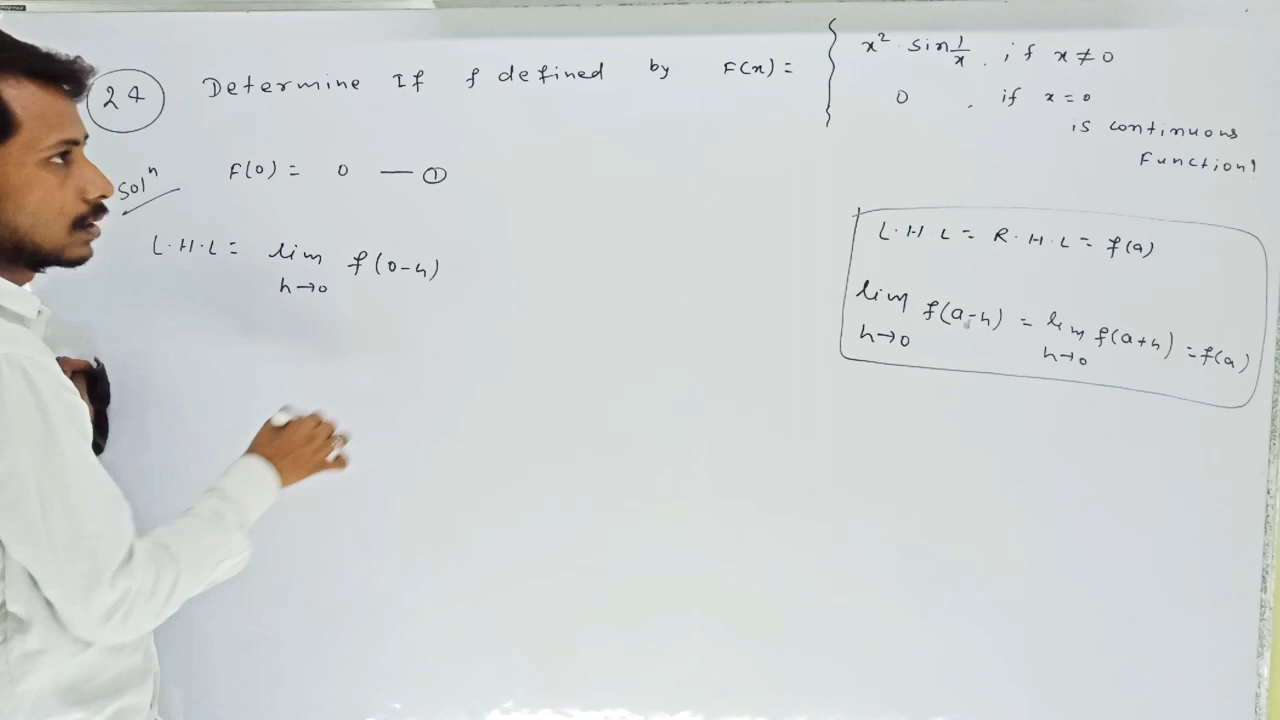 24 Determine If f defined by F(x) = { x² · sin 1/x , if x ≠ 0
0 , if x = 0
is continuous
Function?
Solⁿ F(0) = 0 — ①
L.H.L = lim f(0-h)
h→0
L.H.L = R.H.L = f(a)
lim f(a-h) = lim f(a+h) = f(a)
h→0 h→0